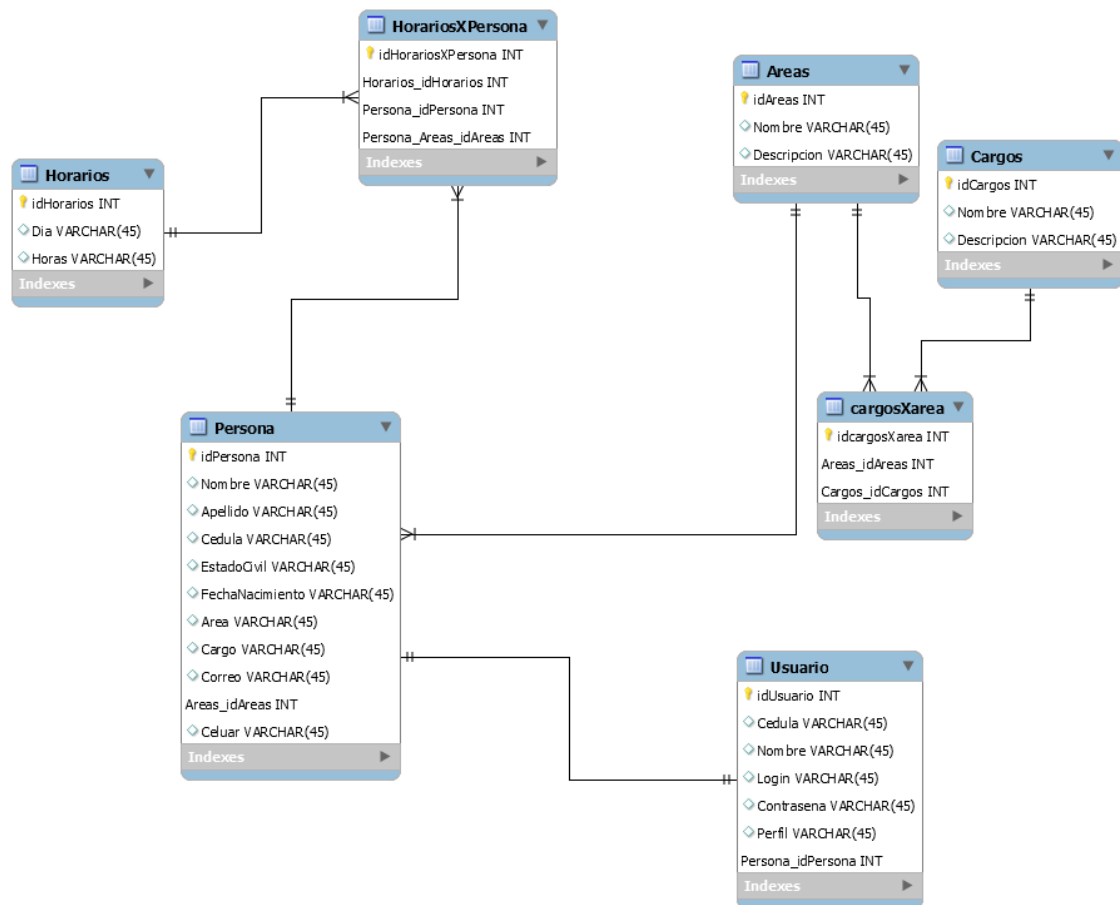 HorariosXPersona
idHorariosXPersona INT
Horarios_idHorarios INT
Persona_idPersona INT
Persona_Areas_idAreas INT
Indexes
Areas
idAreas INT
Nombre VARCHAR(45)
Descripcion VARCHAR(45)
Indexes
Cargos
idCargos INT
Nombre VARCHAR(45)
Descripcion VARCHAR(45)
Indexes
Horarios
idHorarios INT
Dia VARCHAR(45)
Horas VARCHAR(45)
Indexes
cargosXarea
idcargosXarea INT
Areas_idAreas INT
Cargos_idCargos INT
Indexes
Persona
idPersona INT
Nombre VARCHAR(45)
Apellido VARCHAR(45)
Cedula VARCHAR(45)
EstadoCivil VARCHAR(45)
FechaNacimiento VARCHAR(45)
Area VARCHAR(45)
Cargo VARCHAR(45)
Correo VARCHAR(45)
Areas_idAreas INT
Celuar VARCHAR(45)
Indexes
Usuario
idUsuario INT
Cedula VARCHAR(45)
Nombre VARCHAR(45)
Login VARCHAR(45)
Contrasena VARCHAR(45)
Perfil VARCHAR(45)
Persona_idPersona INT
Indexes